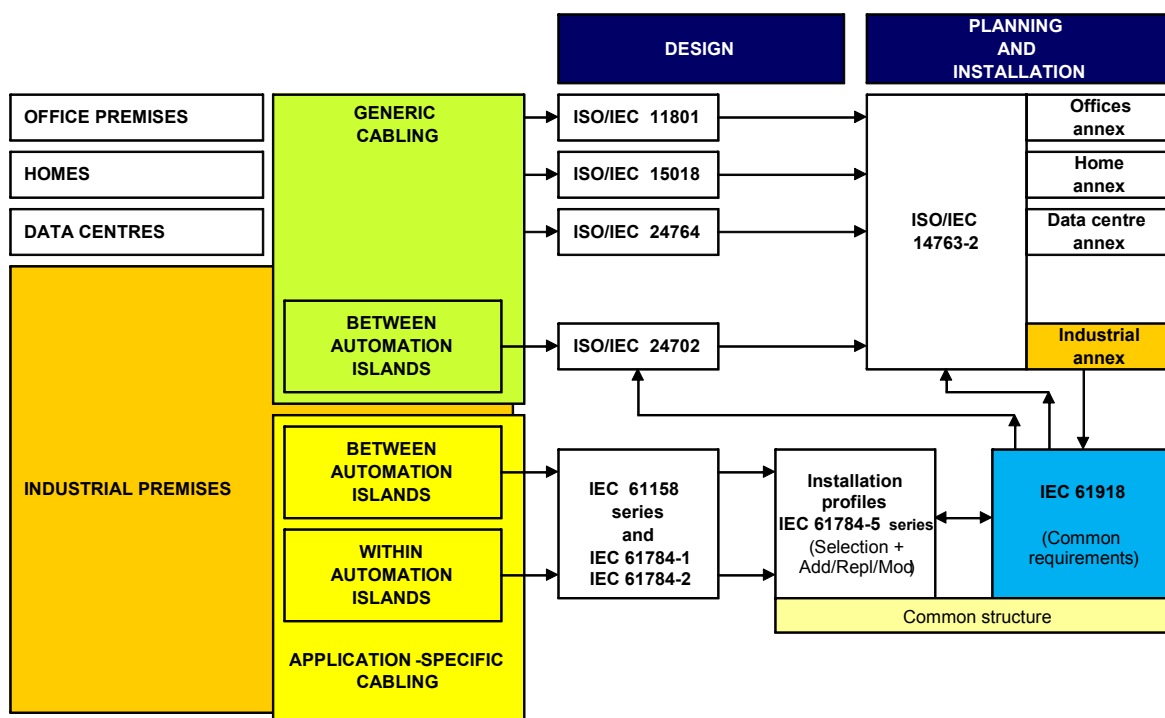 DESIGN
PLANNING
AND
INSTALLATION
OFFICE PREMISES
HOMES
DATA CENTRES
GENERIC
CABLING
ISO/IEC 11801
ISO/IEC 15018
ISO/IEC 24764
ISO/IEC
14763-2
Offices
annex
Home
annex
Data centre
annex
BETWEEN
AUTOMATION
ISLANDS
ISO/IEC 24702
Industrial
annex
INDUSTRIAL PREMISES
BETWEEN
AUTOMATION
ISLANDS
WITHIN
AUTOMATION
ISLANDS
APPLICATION -SPECIFIC
CABLING
IEC 61158
series
and
IEC 61784-1
IEC 61784-2
Installation
profiles
IEC 61784-5 series
(Selection +
Add/Repl/Mod)
IEC 61918
(Common
requirements)
Common structure